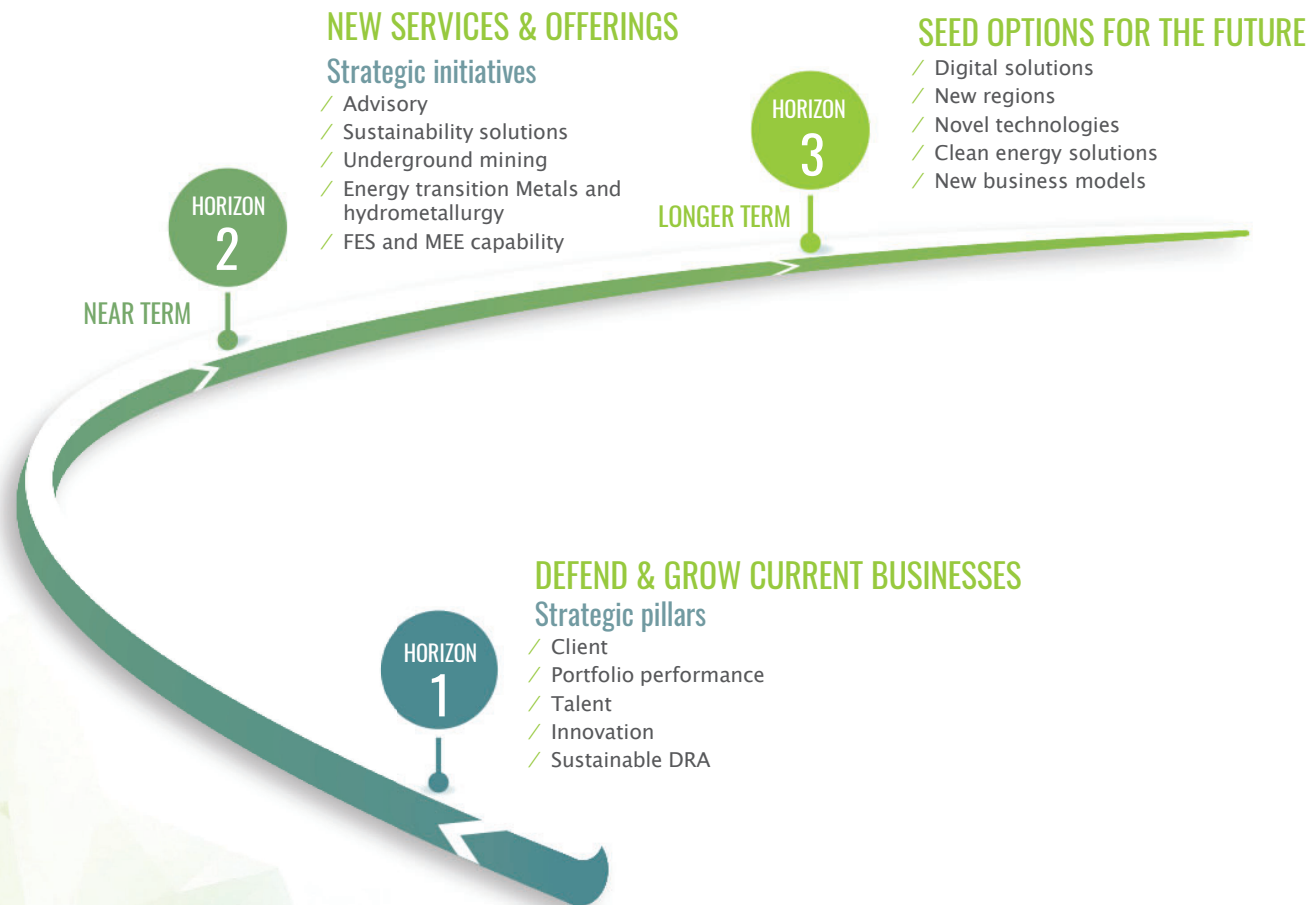 NEW SERVICES & OFFERINGS
Strategic initiatives
/ Advisory
/ Sustainability solutions
/ Underground mining
/ Energy transition Metals and
hydrometallurgy
/ FES and MEE capability
HORIZON
2
NEAR TERM
SEED OPTIONS FOR THE FUTURE
/ Digital solutions
/ New regions
/ Novel technologies
/ Clean energy solutions
/ New business models
HORIZON
3
LONGER TERM
DEFEND & GROW CURRENT BUSINESSES
Strategic pillars
/ Client
/ Portfolio performance
/ Talent
/ Innovation
/ Sustainable DRA
HORIZON
1